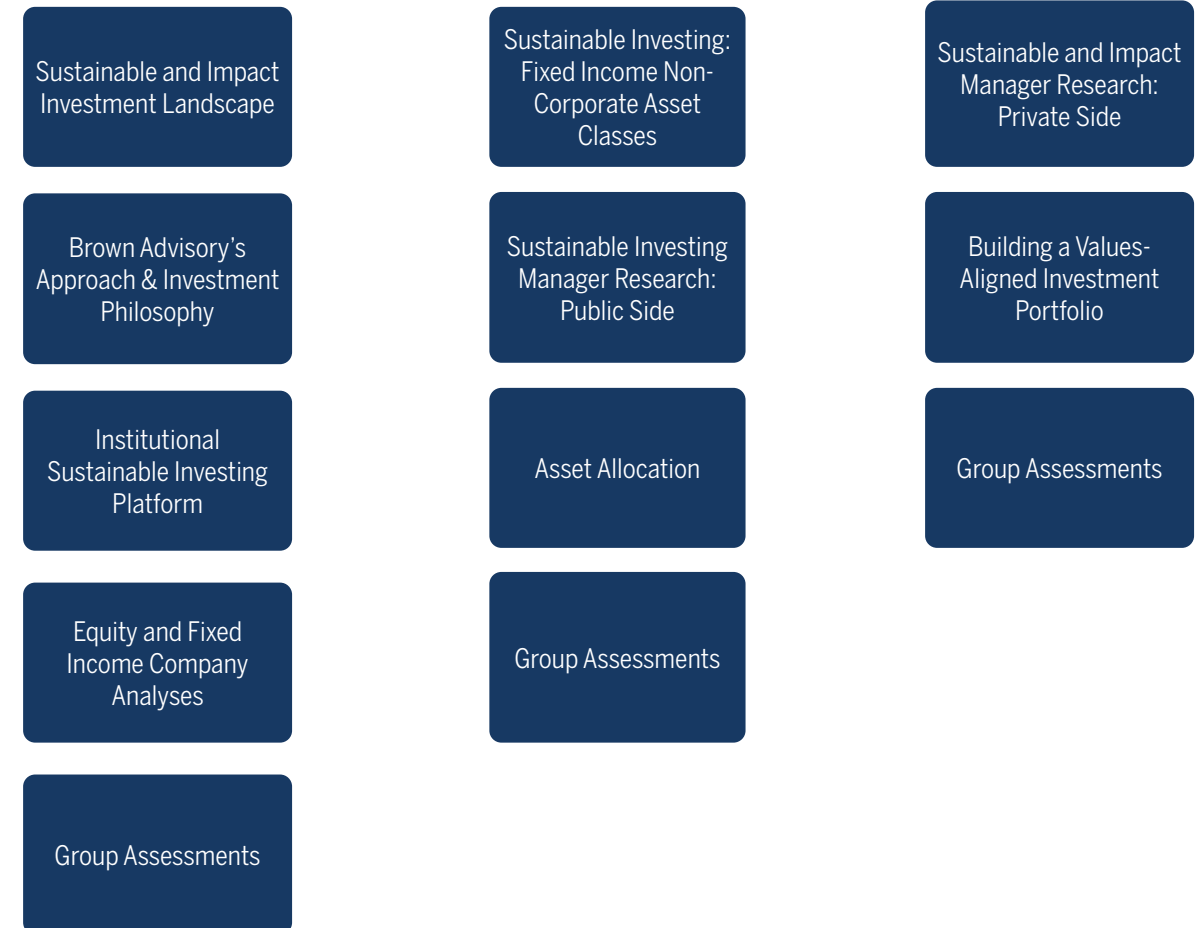 Sustainable and Impact
Investment Landscape
Brown Advisory’s
Approach & Investment
Philosophy
Institutional
Sustainable Investing
Platform
Equity and Fixed
Income Company
Analyses
Group Assessments
Sustainable Investing:
Fixed Income Non-
Corporate Asset
Classes
Sustainable Investing
Manager Research:
Public Side
Asset Allocation
Group Assessments
Sustainable and Impact
Manager Research:
Private Side
Building a Values-
Aligned Investment
Portfolio
Group Assessments